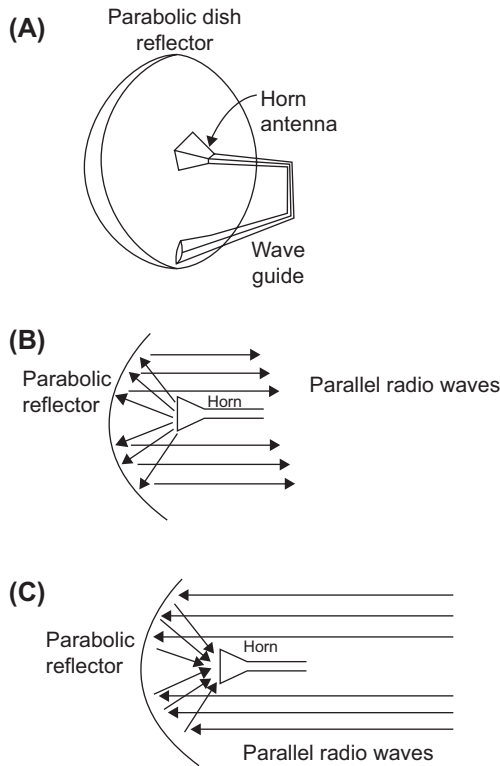 (A)
Parabolic dish
reflector
Horn
antenna
Wave
guide
(B)
Parabolic
reflector
Horn
Parallel radio waves
(C)
Parabolic
reflector
Horn
Parallel radio waves